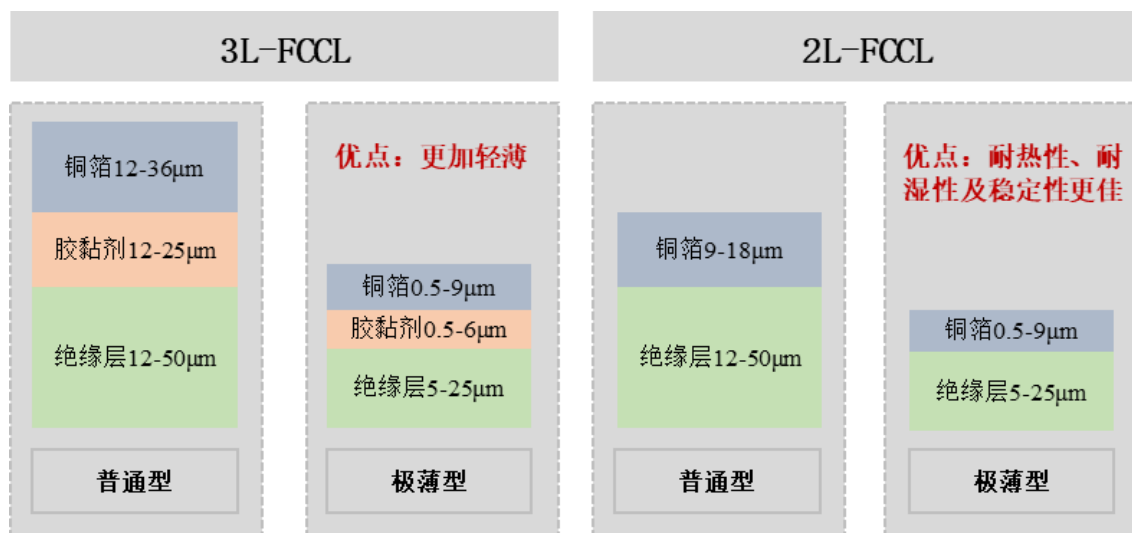 3L-FCCL
铜箔12-36μm
胶黏剂12-25μm
绝缘层12-50μm
普通型
优点：更加轻薄
铜箔0.5-9μm
胶黏剂0.5-6μm
绝缘层5-25μm
极薄型
2L-FCCL
铜箔9-18μm
绝缘层12-50μm
普通型
优点：耐热性、耐
湿性及稳定性更佳
铜箔0.5-9μm
绝缘层5-25μm
极薄型